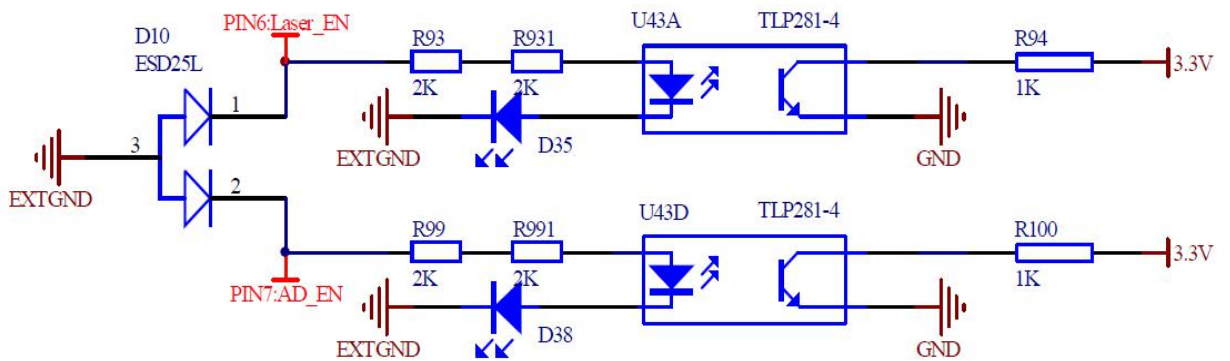 PIN6:Laser_EN
D10
ESD25L
R93
R931
U43A
TLP281-4
R94
3.3V
2K
2K
1K
1
3
D35
EXTGND
EXTGND
GND
2
U43D
TLP281-4
R99
R991
R100
3.3V
2K
2K
1K
PIN7:AD_EN
D38
EXTGND
GND